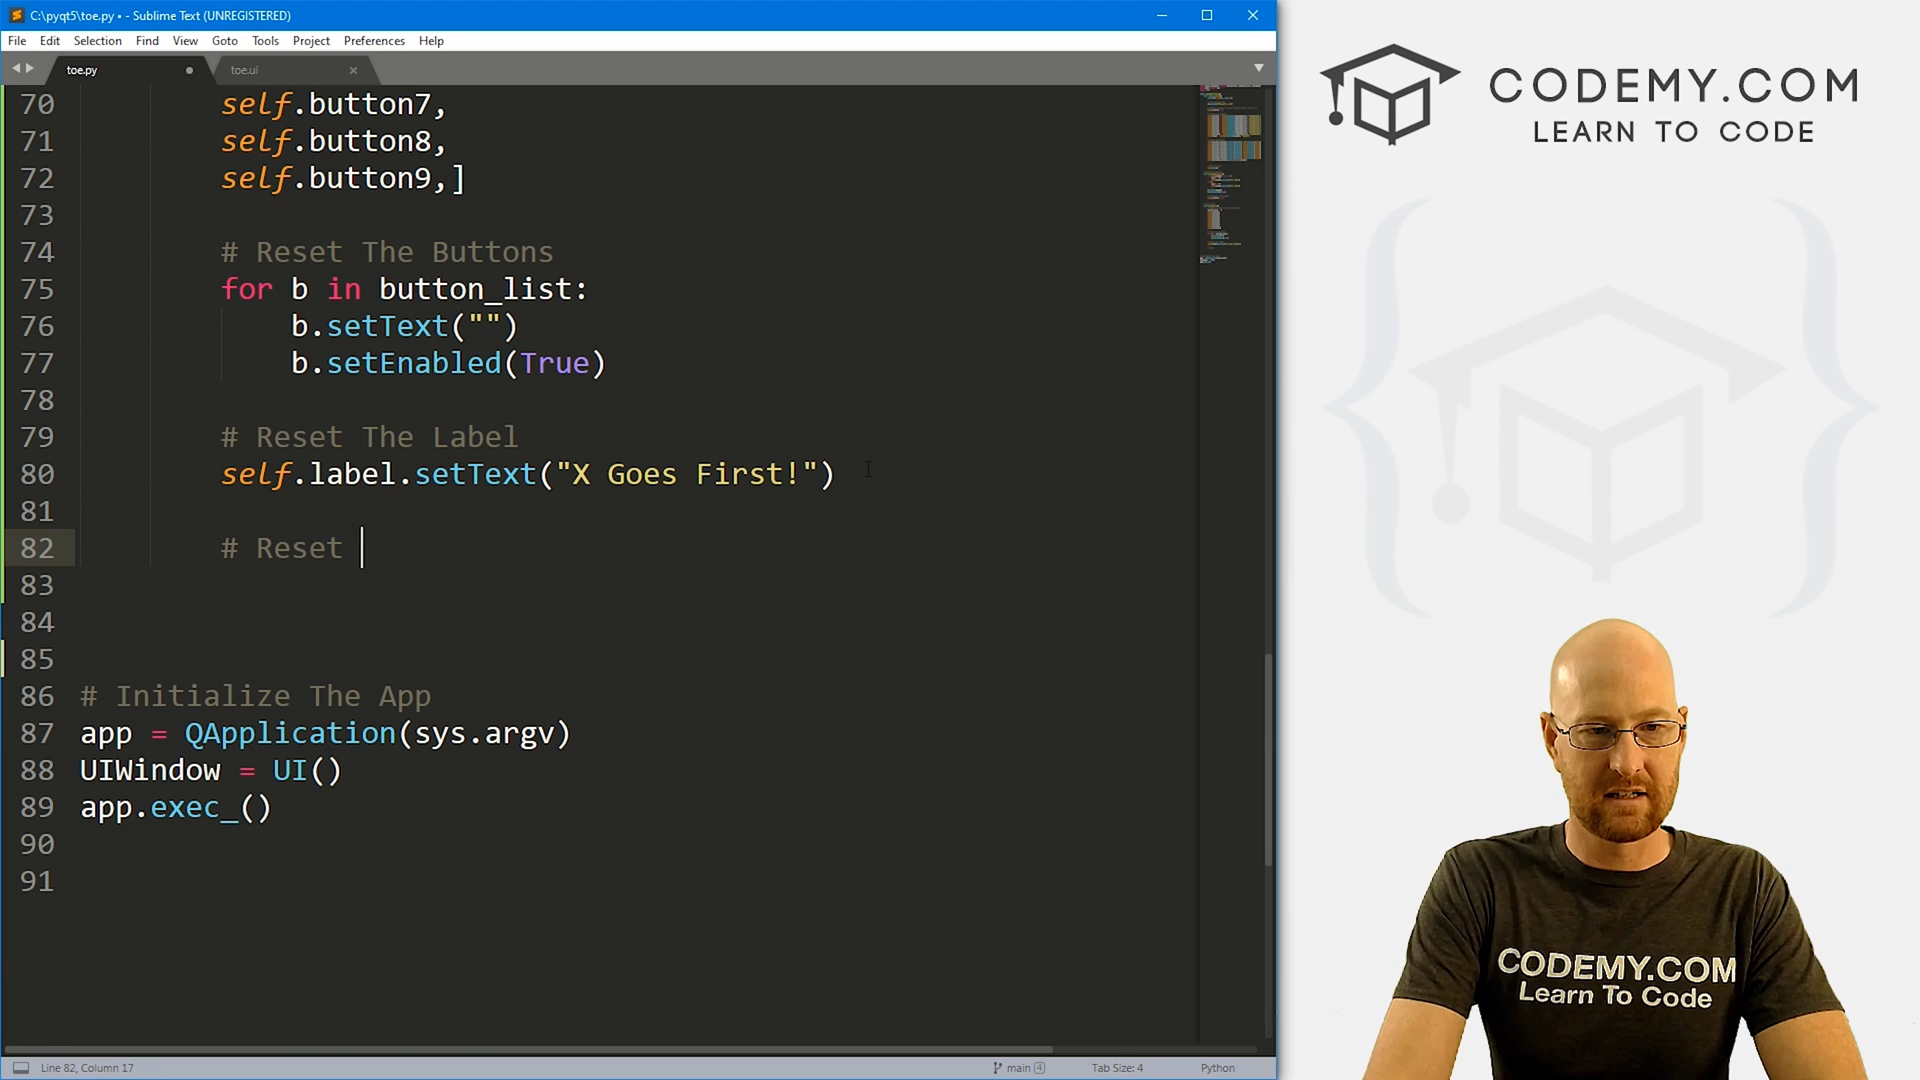 C:\pyqt5\toe.py • - Sublime Text (UNREGISTERED)
File Edit Selection Find View Goto Tools Project Preferences Help
toe.py
toe.ui
70 self.button7,
71 self.button8,
72 self.button9,]
73
74 # Reset The Buttons
75 for b in button_list:
76 b.setText("")
77 b.setEnabled(True)
78
79 # Reset The Label
80 self.label.setText("X Goes First!")
81
82 # Reset
83
84
85
86 # Initialize The App
87 app = QApplication(sys.argv)
88 UIWindow = UI()
89 app.exec_()
90
91
Line 82, Column 17
main 4
Tab Size: 4
Python
CODEMY.COM
LEARN TO CODE
CODEMY.COM
Learn To Code